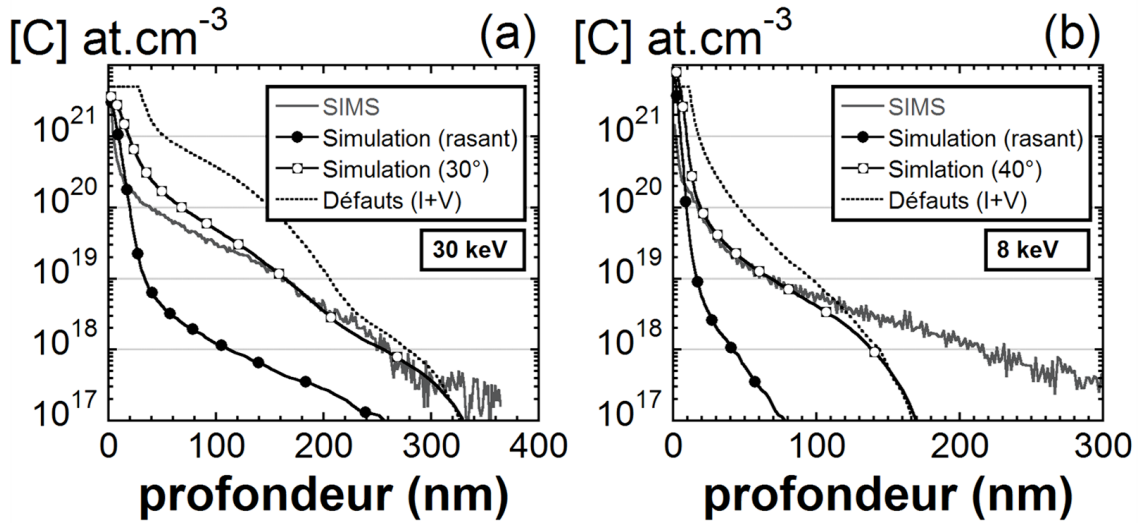 [C] at.cm-3 (a)
SIMS
Simulation (rasant)
Simulation (30°)
Défauts (I+V)
30 keV
10^21
10^20
10^19
10^18
10^17
0 100 200 300 400
profondeur (nm)
[C] at.cm-3 (b)
SIMS
Simulation (rasant)
Simlation (40°)
Défauts (I+V)
8 keV
10^21
10^20
10^19
10^18
10^17
0 100 200 300
profondeur (nm)